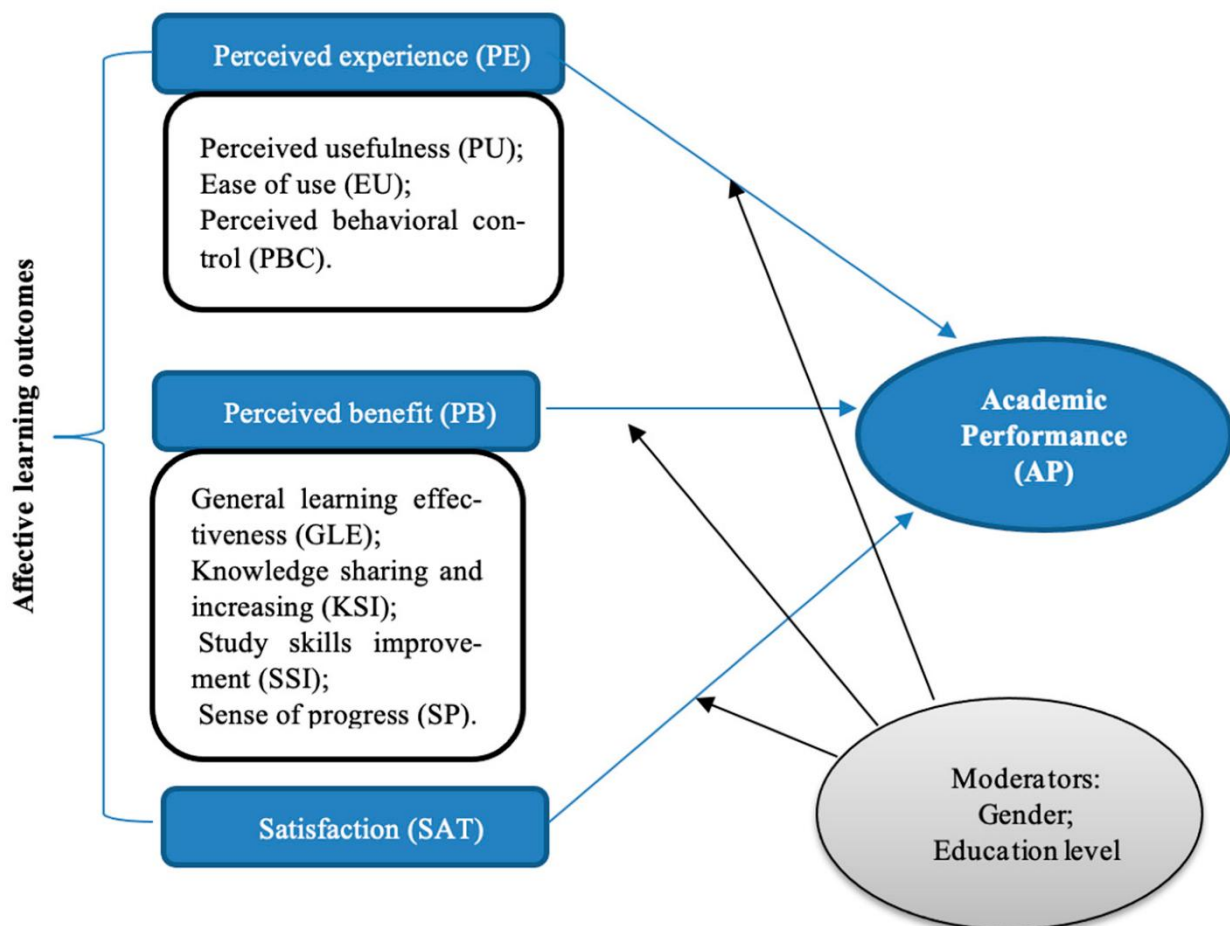 Affective learning outcomes
Perceived experience (PE)
Perceived usefulness (PU);
Ease of use (EU);
Perceived behavioral con-
trol (PBC).
Perceived benefit (PB)
General learning effec-
tiveness (GLE);
Knowledge sharing and
increasing (KSI);
Study skills improve-
ment (SSI);
Sense of progress (SP).
Satisfaction (SAT)
Academic
Performance
(AP)
Moderators:
Gender;
Education level